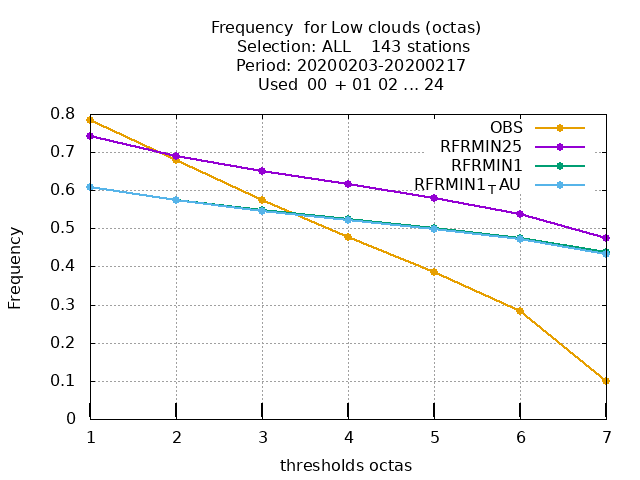 Frequency  for Low clouds (octas)
Selection: ALL    143 stations
Period: 20200203-20200217
Used  00  + 01 02 ... 24
OBS
RFRMIN25
RFRMIN1
RFRMIN1TAU
0.8
0.7
0.6
0.5
0.4
0.3
0.2
0.1
0
Frequency
1 2 3 4 5 6 7
thresholds octas